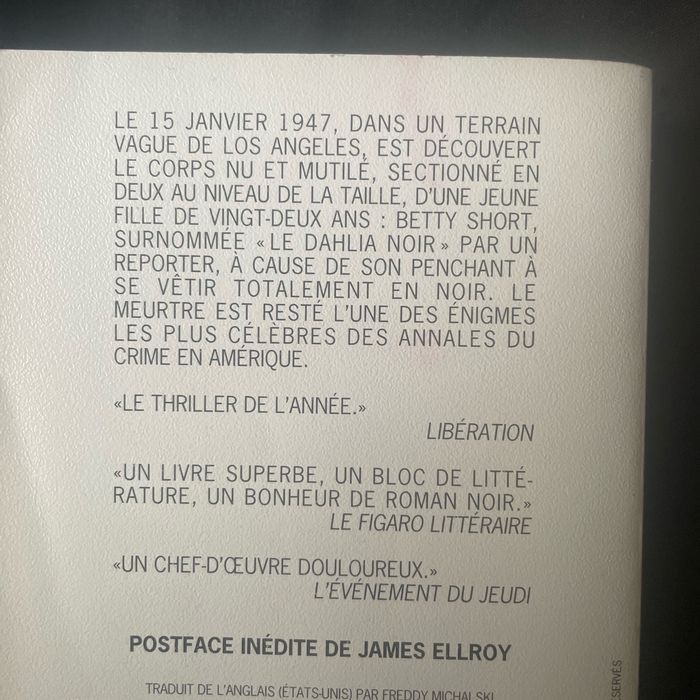 LE 15 JANVIER 1947, DANS UN TERRAIN
VAGUE DE LOS ANGELES, EST DÉCOUVERT
LE CORPS NU ET MUTILÉ, SECTIONNÉ EN
DEUX AU NIVEAU DE LA TAILLE, D'UNE JEUNE
FILLE DE VINGT-DEUX ANS : BETTY SHORT,
SURNOMMÉE « LE DAHLIA NOIR » PAR UN
REPORTER, À CAUSE DE SON PENCHANT À
SE VÊTIR TOTALEMENT EN NOIR. LE
MEURTRE EST RESTÉ L'UNE DES ÉNIGMES
LES PLUS CÉLÈBRES DES ANNALES DU
CRIME EN AMÉRIQUE.
«LE THRILLER DE L'ANNÉE.»
LIBÉRATION
«UN LIVRE SUPERBE, UN BLOC DE LITTÉ-
RATURE, UN BONHEUR DE ROMAN NOIR.»
LE FIGARO LITTÉRAIRE
«UN CHEF-D'ŒUVRE DOULOUREUX.»
L'ÉVÉNEMENT DU JEUDI
POSTFACE INÉDITE DE JAMES ELLROY
TRADUIT DE L'ANGLAIS (ÉTATS-UNIS) PAR FREDDY MICHALSKI